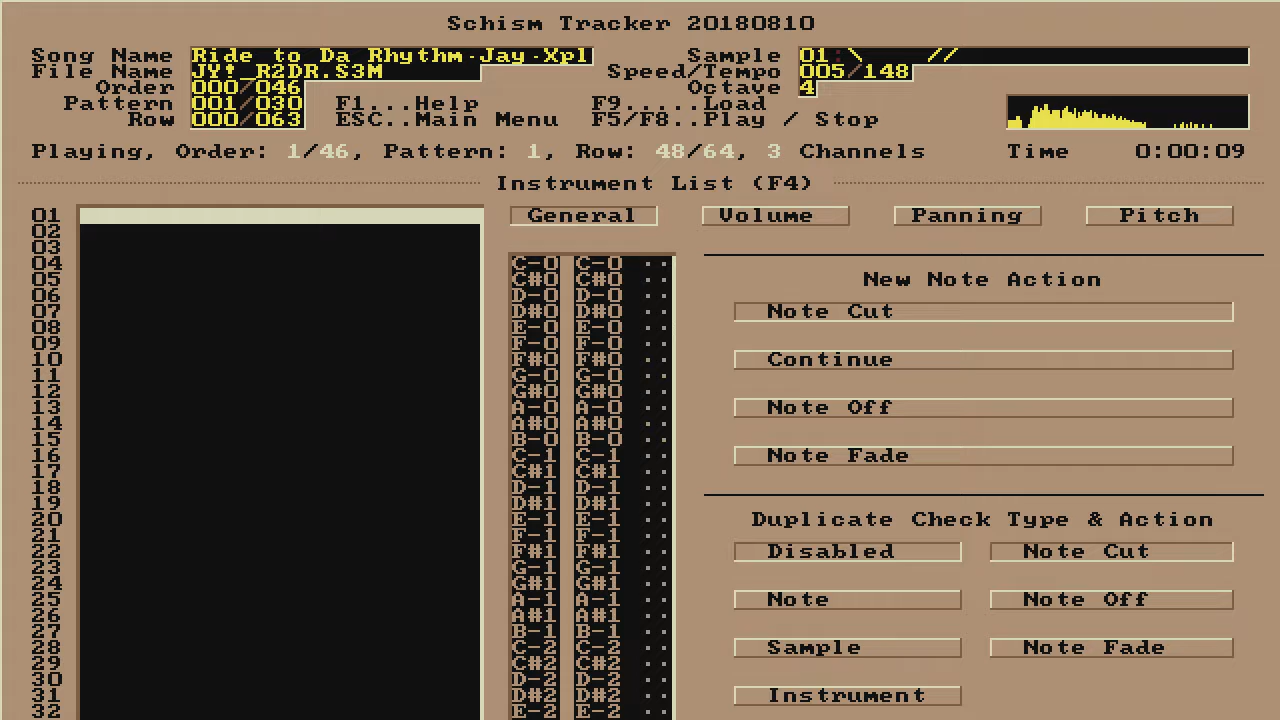 Schism Tracker 20180810
Song Name Ride to Da Rhythm-Jay-Xpl Sample 01:\ //
File Name JY!_R2DR.S3M Speed/Tempo 005/148
Order 000/046 Octave 4
Pattern 001/030 F1...Help F9.....Load
Row 000/063 ESC..Main Menu F5/F8..Play / Stop
Playing, Order: 1/46, Pattern: 1, Row: 48/64, 3 Channels Time 0:00:09
Instrument List (F4)
01 General Volume Panning Pitch
02
03
04 C-0 C-0 ··
05 C#0 C#0 ·· New Note Action
06 D-0 D-0 ··
07 D#0 D#0 ·· Note Cut
08 E-0 E-0 ··
09 F-0 F-0 ··
10 F#0 F#0 ·· Continue
11 G-0 G-0 ··
12 G#0 G#0 ··
13 A-0 A-0 ·· Note Off
14 A#0 A#0 ··
15 B-0 B-0 ··
16 C-1 C-1 ·· Note Fade
17 C#1 C#1 ··
18 D-1 D-1 ··
19 D#1 D#1 ··
20 E-1 E-1 ·· Duplicate Check Type & Action
21 F-1 F-1 ··
22 F#1 F#1 ·· Disabled Note Cut
23 G-1 G-1 ··
24 G#1 G#1 ··
25 A-1 A-1 ·· Note Note Off
26 A#1 A#1 ··
27 B-1 B-1 ··
28 C-2 C-2 ·· Sample Note Fade
29 C#2 C#2 ··
30 D-2 D-2 ··
31 D#2 D#2 ·· Instrument
32 E-2 E-2 ··